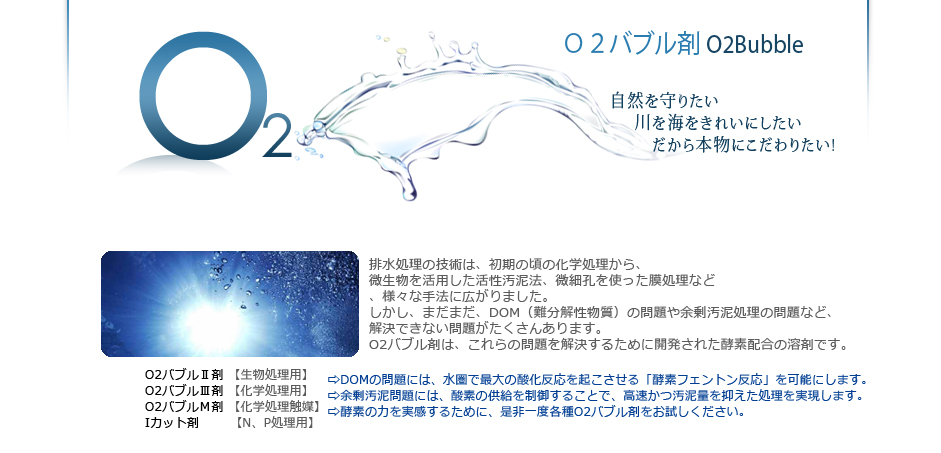 O2
O２バブル剤 O2Bubble
自然を守りたい
川を海をきれいにしたい
だから本物にこだわりたい!
排水処理の技術は、初期の頃の化学処理から、
微生物を活用した活性汚泥法、微細孔を使った膜処理など
、様々な手法に広がりました。
しかし、まだまだ、DOM（難分解性物質）の問題や余剰汚泥処理の問題など、
解決できない問題がたくさんあります。
O2バブル剤は、これらの問題を解決するために開発された酵素配合の溶剤です。
O2バブルⅡ剤 【生物処理用】
O2バブルⅢ剤 【化学処理用】
O2バブルM剤 【化学処理触媒】
Iカット剤 【N、P処理用】
⇨DOMの問題には、水圏で最大の酸化反応を起こさせる「酵素フェントン反応」を可能にします。
⇨余剰汚泥問題には、酸素の供給を制御することで、高速かつ汚泥量を抑えた処理を実現します。
⇨酵素の力を実感するために、是非一度各種O2バブル剤をお試しください。